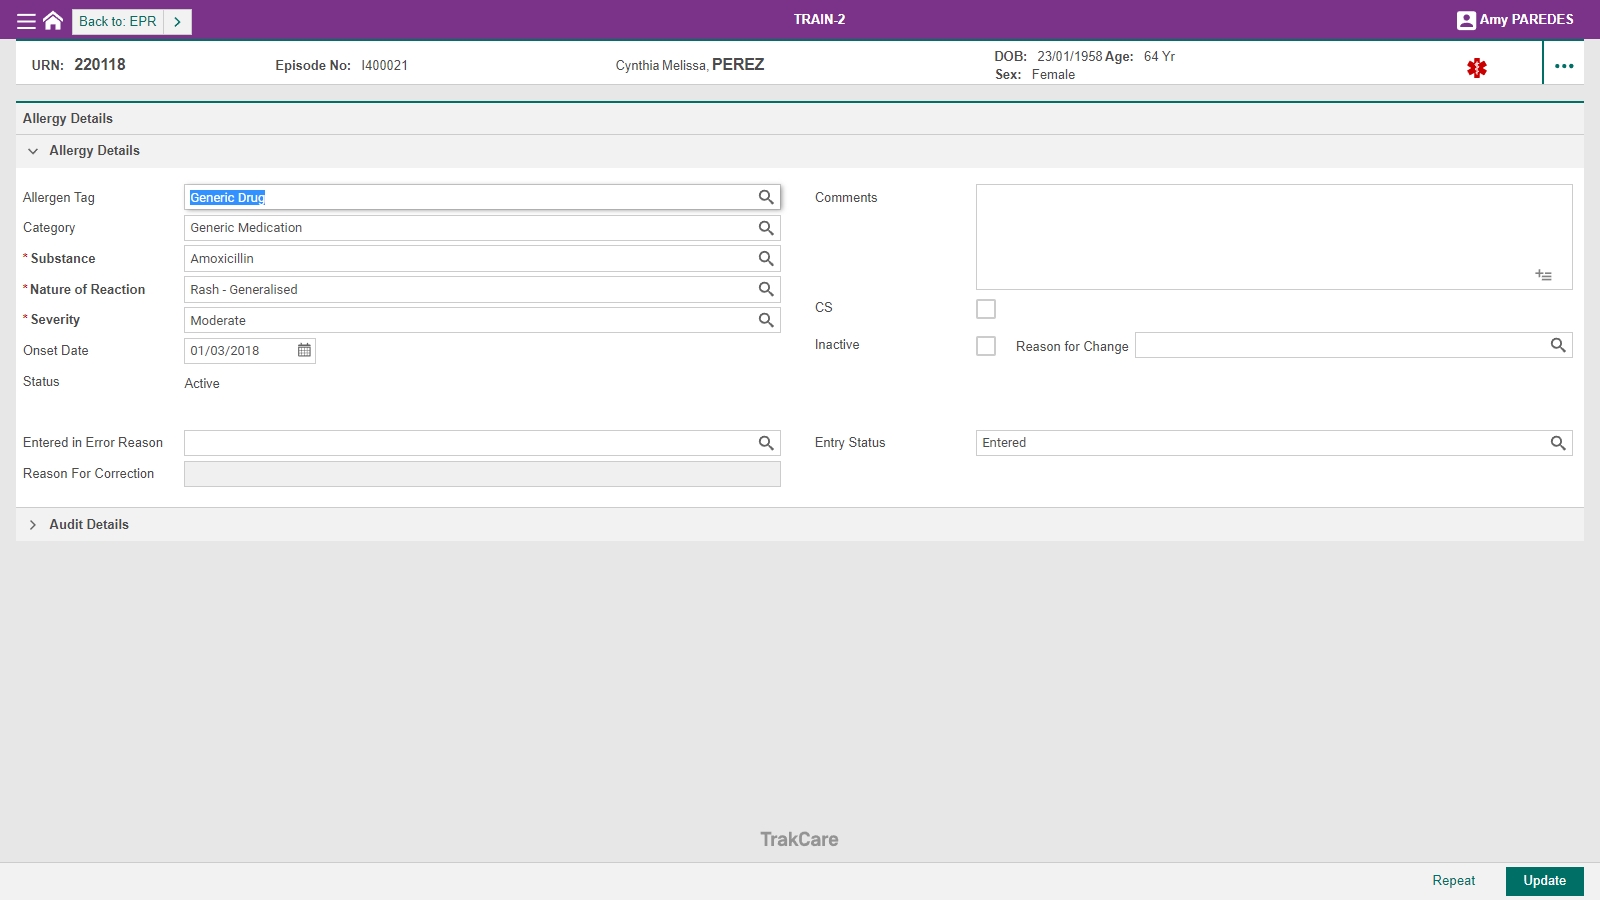 Back to: EPR
TRAIN-2
Amy PAREDES
URN: 220118
Episode No: I400021
Cynthia Melissa, PEREZ
DOB: 23/01/1958 Age: 64 Yr
Sex: Female
Allergy Details
Allergy Details
Allergen Tag
Generic Drug
Category
Generic Medication
* Substance
Amoxicillin
* Nature of Reaction
Rash - Generalised
* Severity
Moderate
Onset Date
01/03/2018
Status
Active
Comments
CS
Inactive
Reason for Change
Entered in Error Reason
Entry Status
Entered
Reason For Correction
Audit Details
TrakCare
Repeat
Update